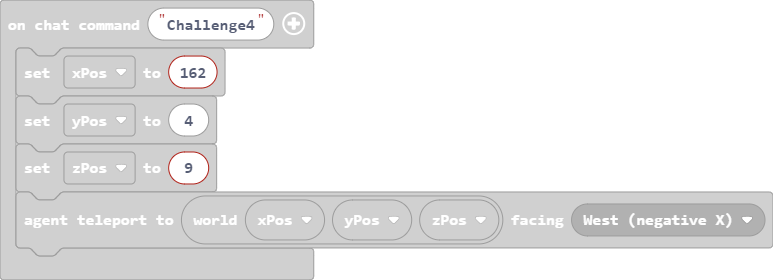 on chat command "Challenge4"
set xPos to 162
set yPos to 4
set zPos to 9
agent teleport to world xPos yPos zPos facing West (negative X)